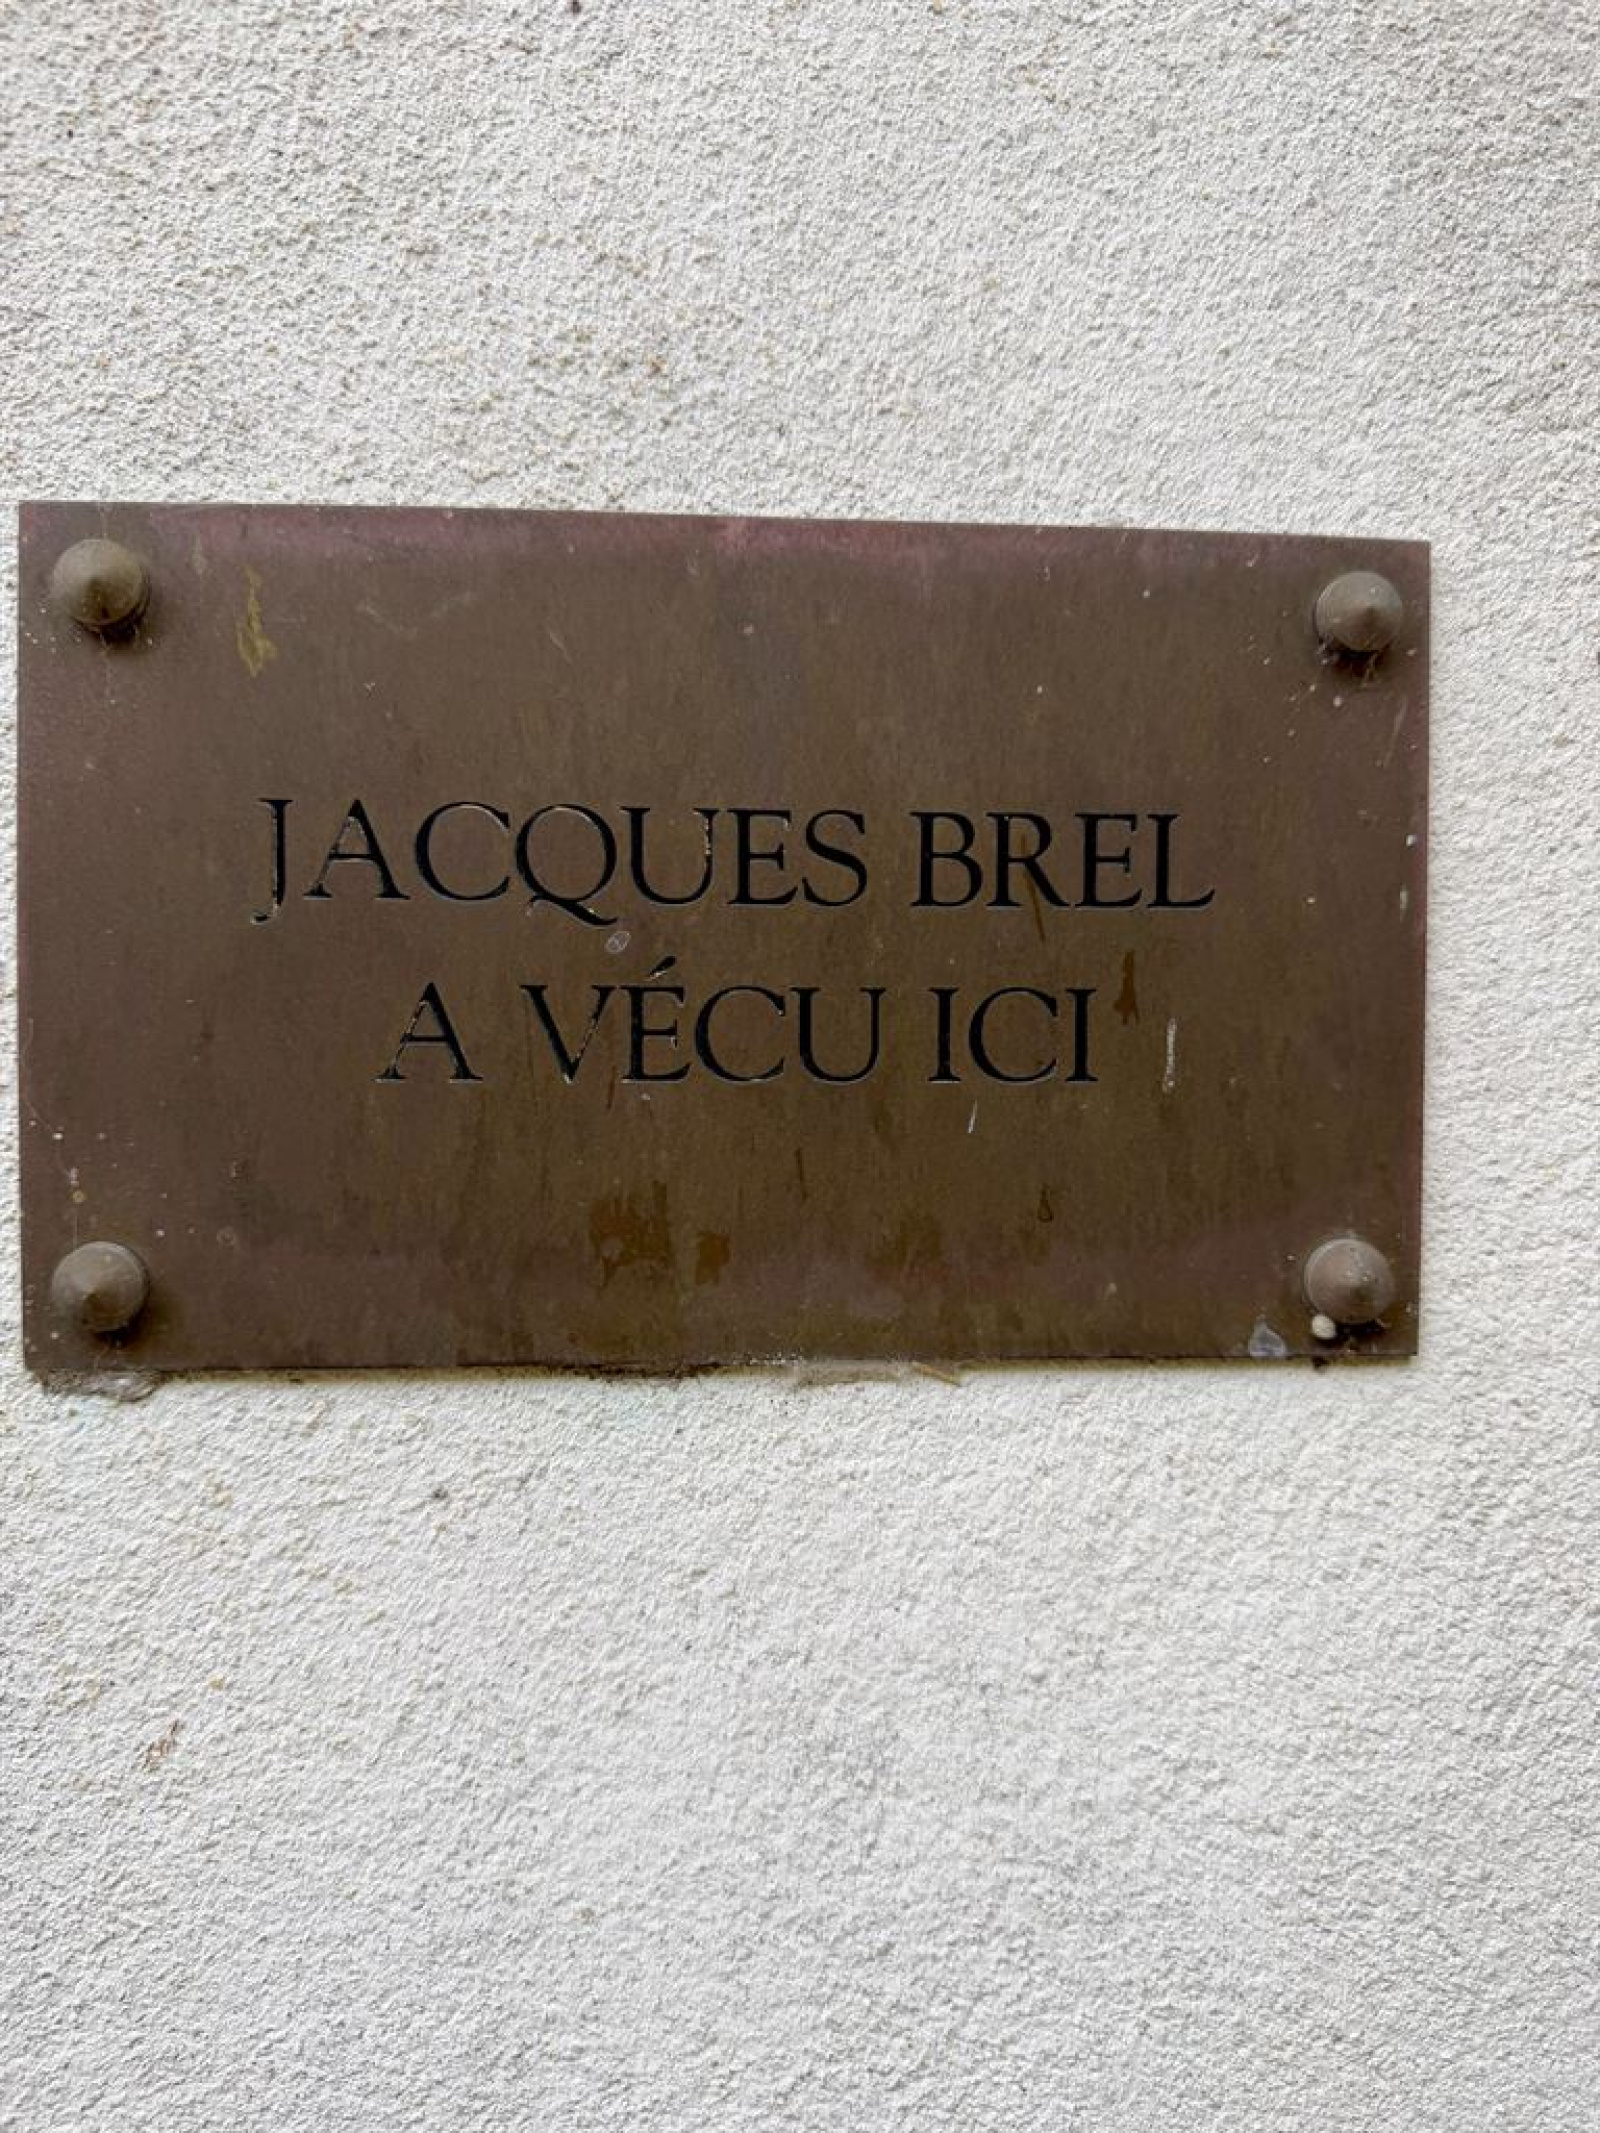 JACQUES BREL
A VÉCU ICI